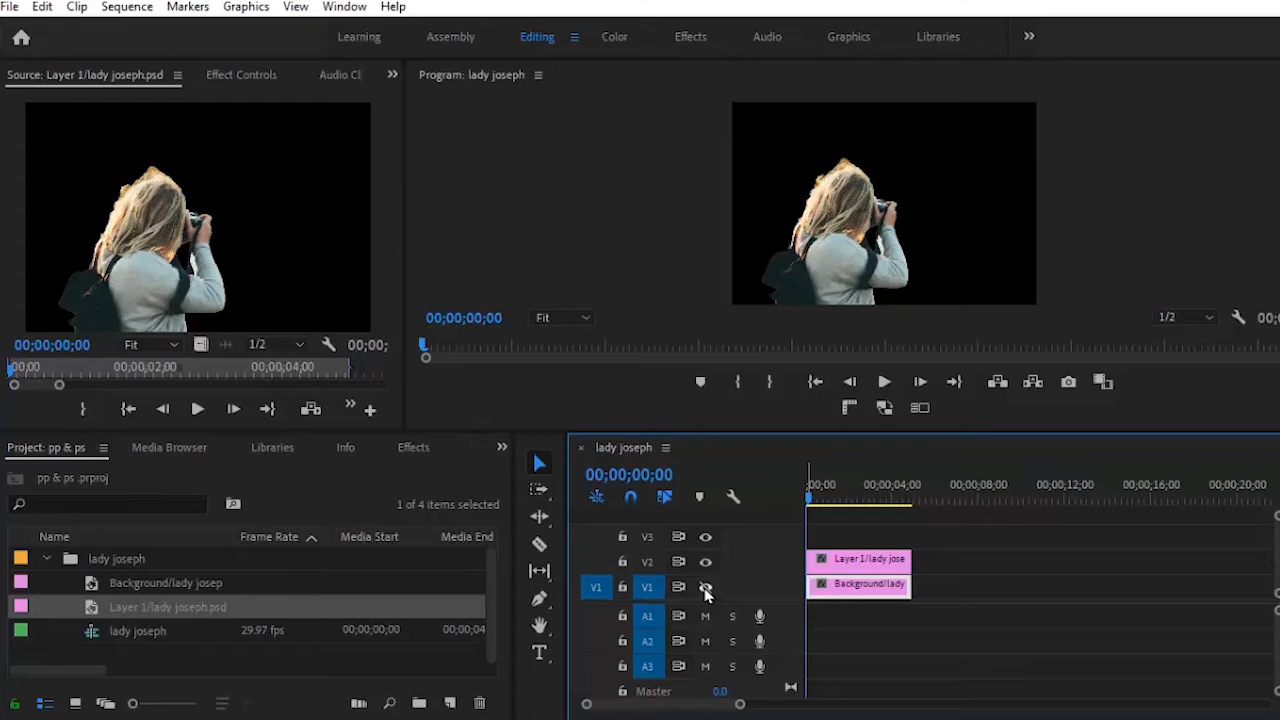 File Edit Clip Sequence Markers Graphics View Window Help
Learning Assembly Editing Color Effects Audio Graphics Libraries
Source: Layer 1/lady joseph.psd Effect Controls Audio Cl
Program: lady joseph
00;00;00;00 Fit 1/2 00;00;
00;00 00;00;02;00 00;00;04;00
00;00;00;00 Fit 1/2 00;
Project: pp & ps Media Browser Libraries Info Effects
pp & ps .prproj
1 of 4 items selected
Name Frame Rate Media Start Media End
lady joseph
Background/lady josep
Layer 1/lady joseph.psd
lady joseph 29.97 fps 00;00;00;00 00;00;04
lady joseph
00;00;00;00
;00;00 00;00;04;00 00;00;08;00 00;00;12;00 00;00;16;00 00;00;20;00
V3
V2 Layer 1/lady jose
V1 V1 Background/lady
A1 M S
A2 M S
A3 M S
Master 0.0